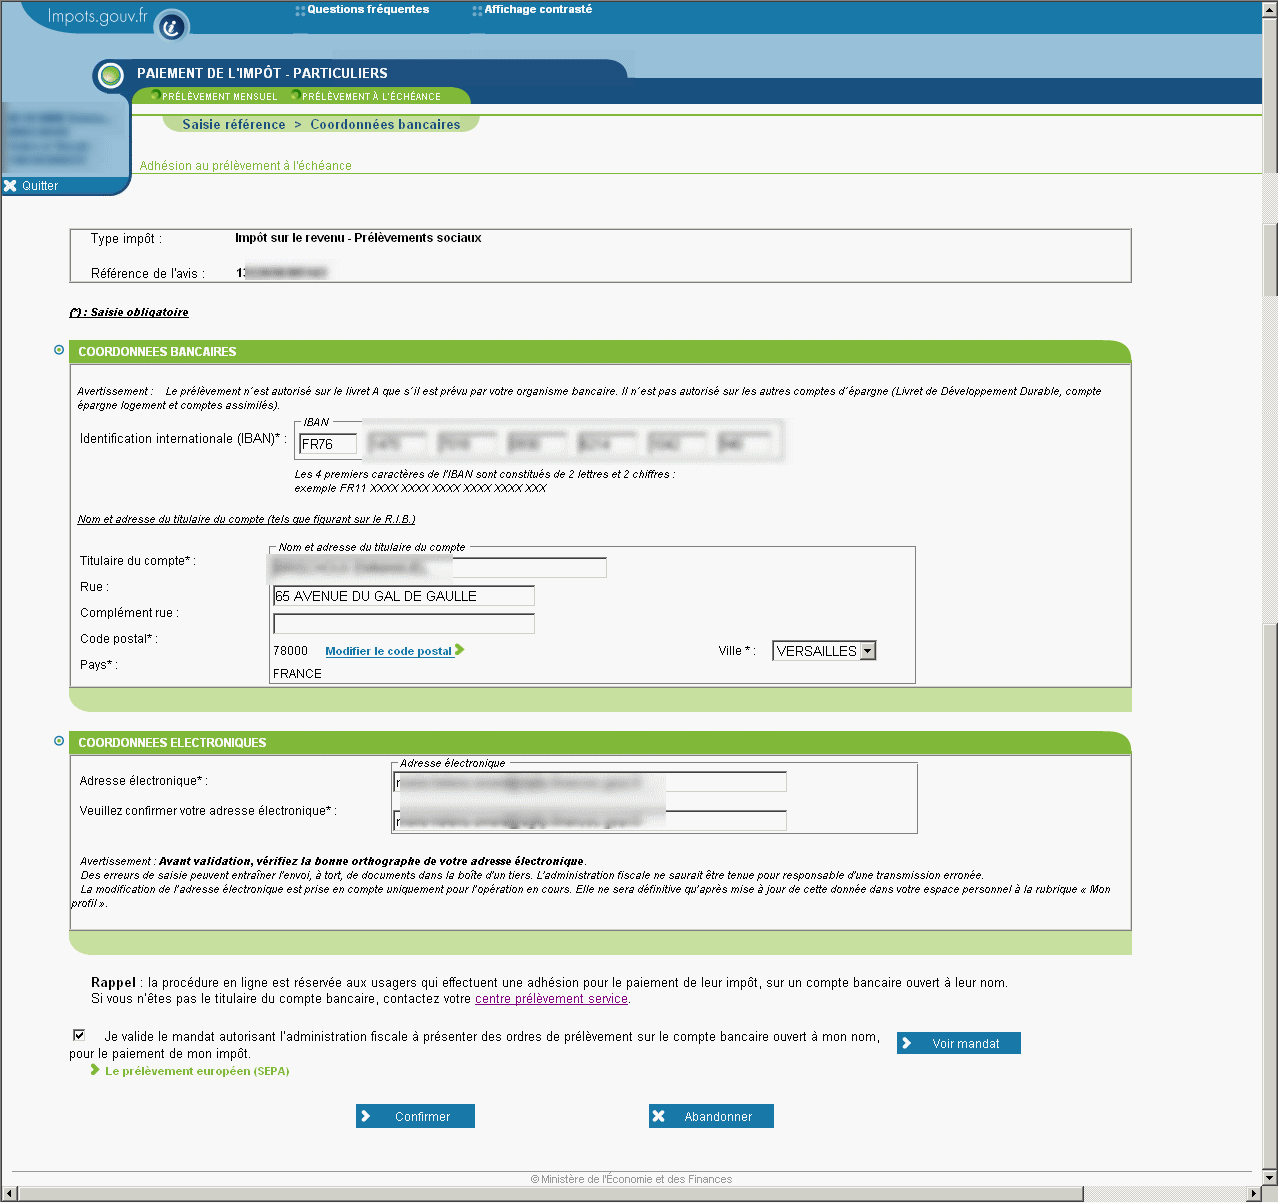 Impots.gouv.fr
Questions fréquentes
Affichage contrasté
PAIEMENT DE L'IMPÔT - PARTICULIERS
PRÉLÈVEMENT MENSUEL
PRÉLÈVEMENT À L'ÉCHÉANCE
Saisie référence > Coordonnées bancaires
Adhésion au prélèvement à l'échéance
Quitter
Type impôt :
Impôt sur le revenu - Prélèvements sociaux
Référence de l'avis :
(*) : Saisie obligatoire
COORDONNEES BANCAIRES
Avertissement : Le prélèvement n´est autorisé sur le livret A que s´il est prévu par votre organisme bancaire. Il n´est pas autorisé sur les autres comptes d´épargne (Livret de Développement Durable, compte
épargne logement et comptes assimilés).
IBAN
Identification internationale (IBAN)* :
FR76
Les 4 premiers caractères de l'IBAN sont constitués de 2 lettres et 2 chiffres :
exemple FR11 XXXX XXXX XXXX XXXX XXXX XXX
Nom et adresse du titulaire du compte (tels que figurant sur le R.I.B.)
Nom et adresse du titulaire du compte
Titulaire du compte* :
Rue :
65 AVENUE DU GAL DE GAULLE
Complément rue :
Code postal* :
78000
Modifier le code postal
Ville * :
VERSAILLES
Pays* :
FRANCE
COORDONNEES ELECTRONIQUES
Adresse électronique
Adresse électronique* :
Veuillez confirmer votre adresse électronique* :
Avertissement : Avant validation, vérifiez la bonne orthographe de votre adresse électronique.
Des erreurs de saisie peuvent entraîner l'envoi, à tort, de documents dans la boîte d'un tiers. L'administration fiscale ne saurait être tenue pour responsable d'une transmission erronée.
La modification de l'adresse électronique est prise en compte uniquement pour l'opération en cours. Elle ne sera définitive qu'après mise à jour de cette donnée dans votre espace personnel à la rubrique « Mon
profil ».
Rappel : la procédure en ligne est réservée aux usagers qui effectuent une adhésion pour le paiement de leur impôt, sur un compte bancaire ouvert à leur nom.
Si vous n'êtes pas le titulaire du compte bancaire, contactez votre centre prélèvement service.
Je valide le mandat autorisant l'administration fiscale à présenter des ordres de prélèvement sur le compte bancaire ouvert à mon nom,
pour le paiement de mon impôt.
Voir mandat
Le prélèvement européen (SEPA)
Confirmer
Abandonner
© Ministère de l'Économie et des Finances